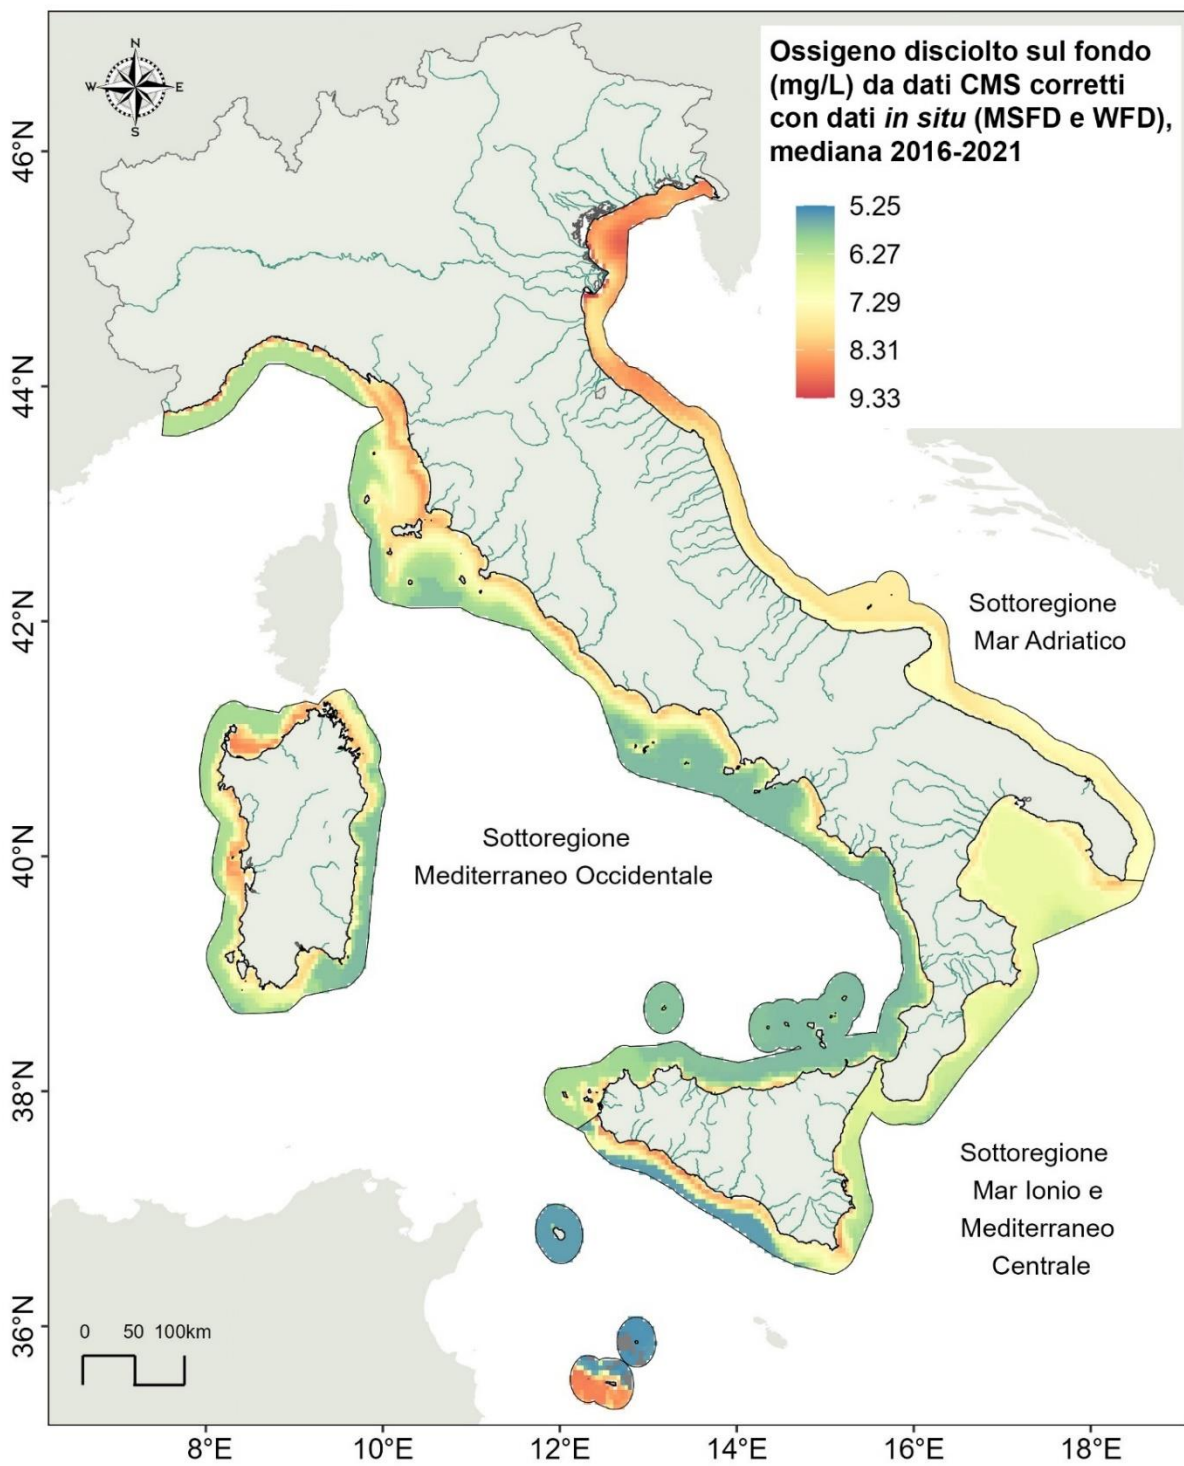 Ossigeno disciolto sul fondo
(mg/L) da dati CMS corretti
con dati in situ (MSFD e WFD),
mediana 2016-2021
5.25
6.27
7.29
8.31
9.33
N
W
E
S
46°N
44°N
42°N
40°N
38°N
36°N
Sottoregione
Mar Adriatico
Sottoregione
Mediterraneo Occidentale
Sottoregione
Mar Ionio e
Mediterraneo
Centrale
0 50 100km
8°E 10°E 12°E 14°E 16°E 18°E